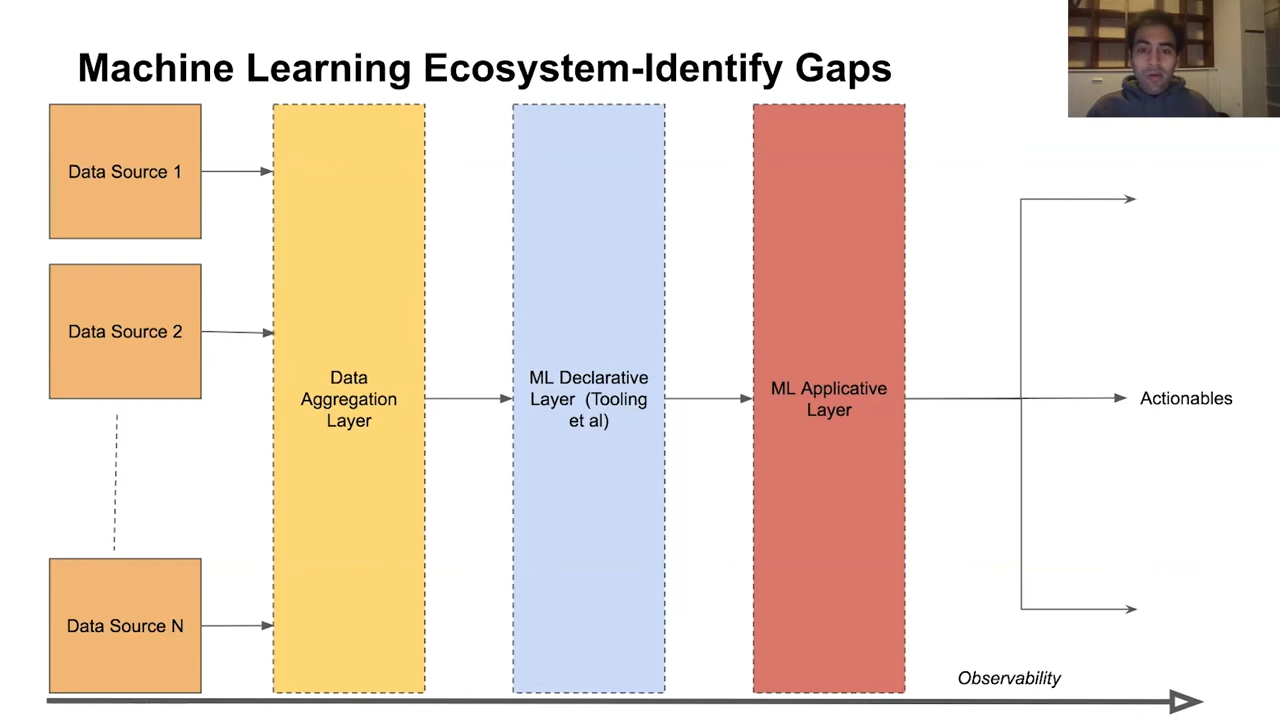 Machine Learning Ecosystem-Identify Gaps
Data Source 1
Data Source 2
Data Source N
Data
Aggregation
Layer
ML Declarative
Layer (Tooling
et al)
ML Applicative
Layer
Actionables
Observability